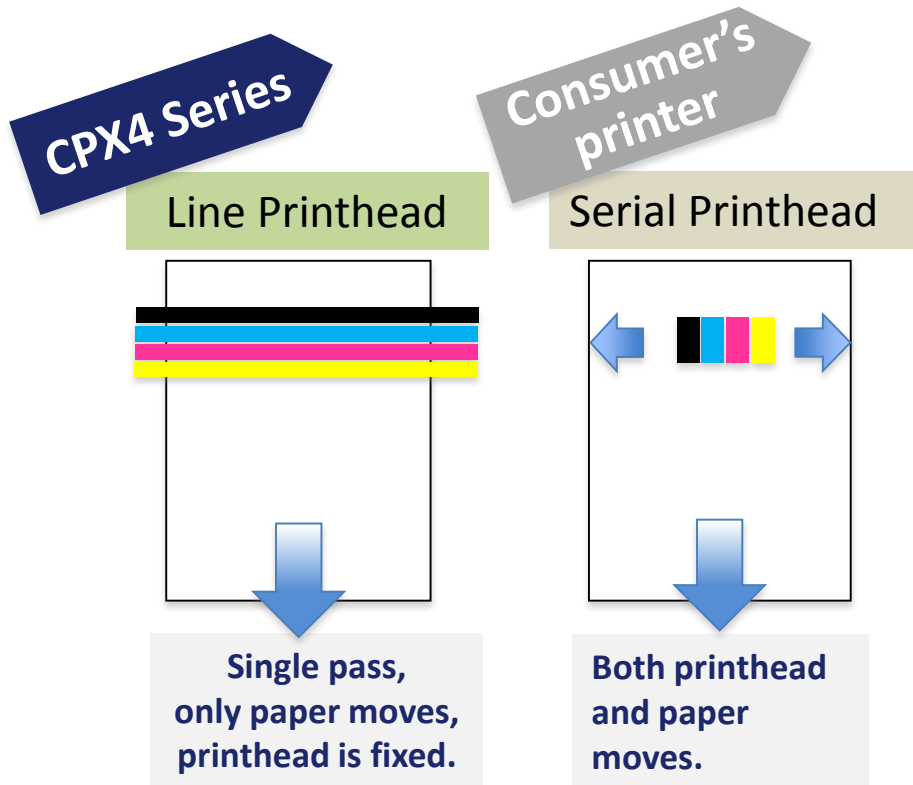 CPX4 Series
Consumer's
printer
Line Printhead
Serial Printhead
Single pass,
only paper moves,
printhead is fixed.
Both printhead
and paper
moves.